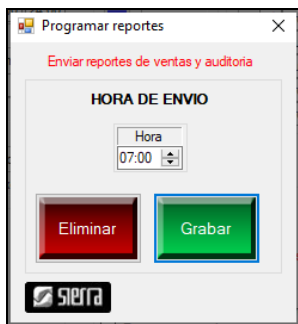 Programar reportes
Enviar reportes de ventas y auditoria
HORA DE ENVIO
Hora
07:00
Eliminar
Grabar
sierra